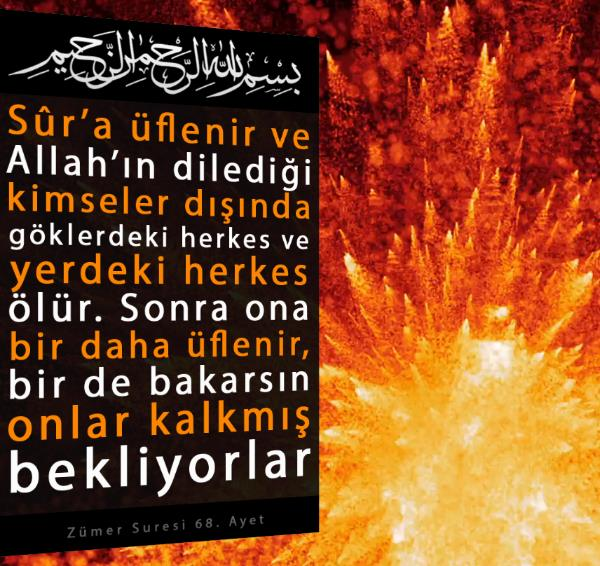 بسم الله الرحمن الرحيم
Sûr’a üflenir ve
Allah’ın dilediği
kimseler dışında
göklerdeki herkes ve
yerdeki herkes
ölür. Sonra ona
bir daha üflenir,
bir de bakarsın
onlar kalkmış
bekliyorlar
Zümer Suresi 68. Ayet